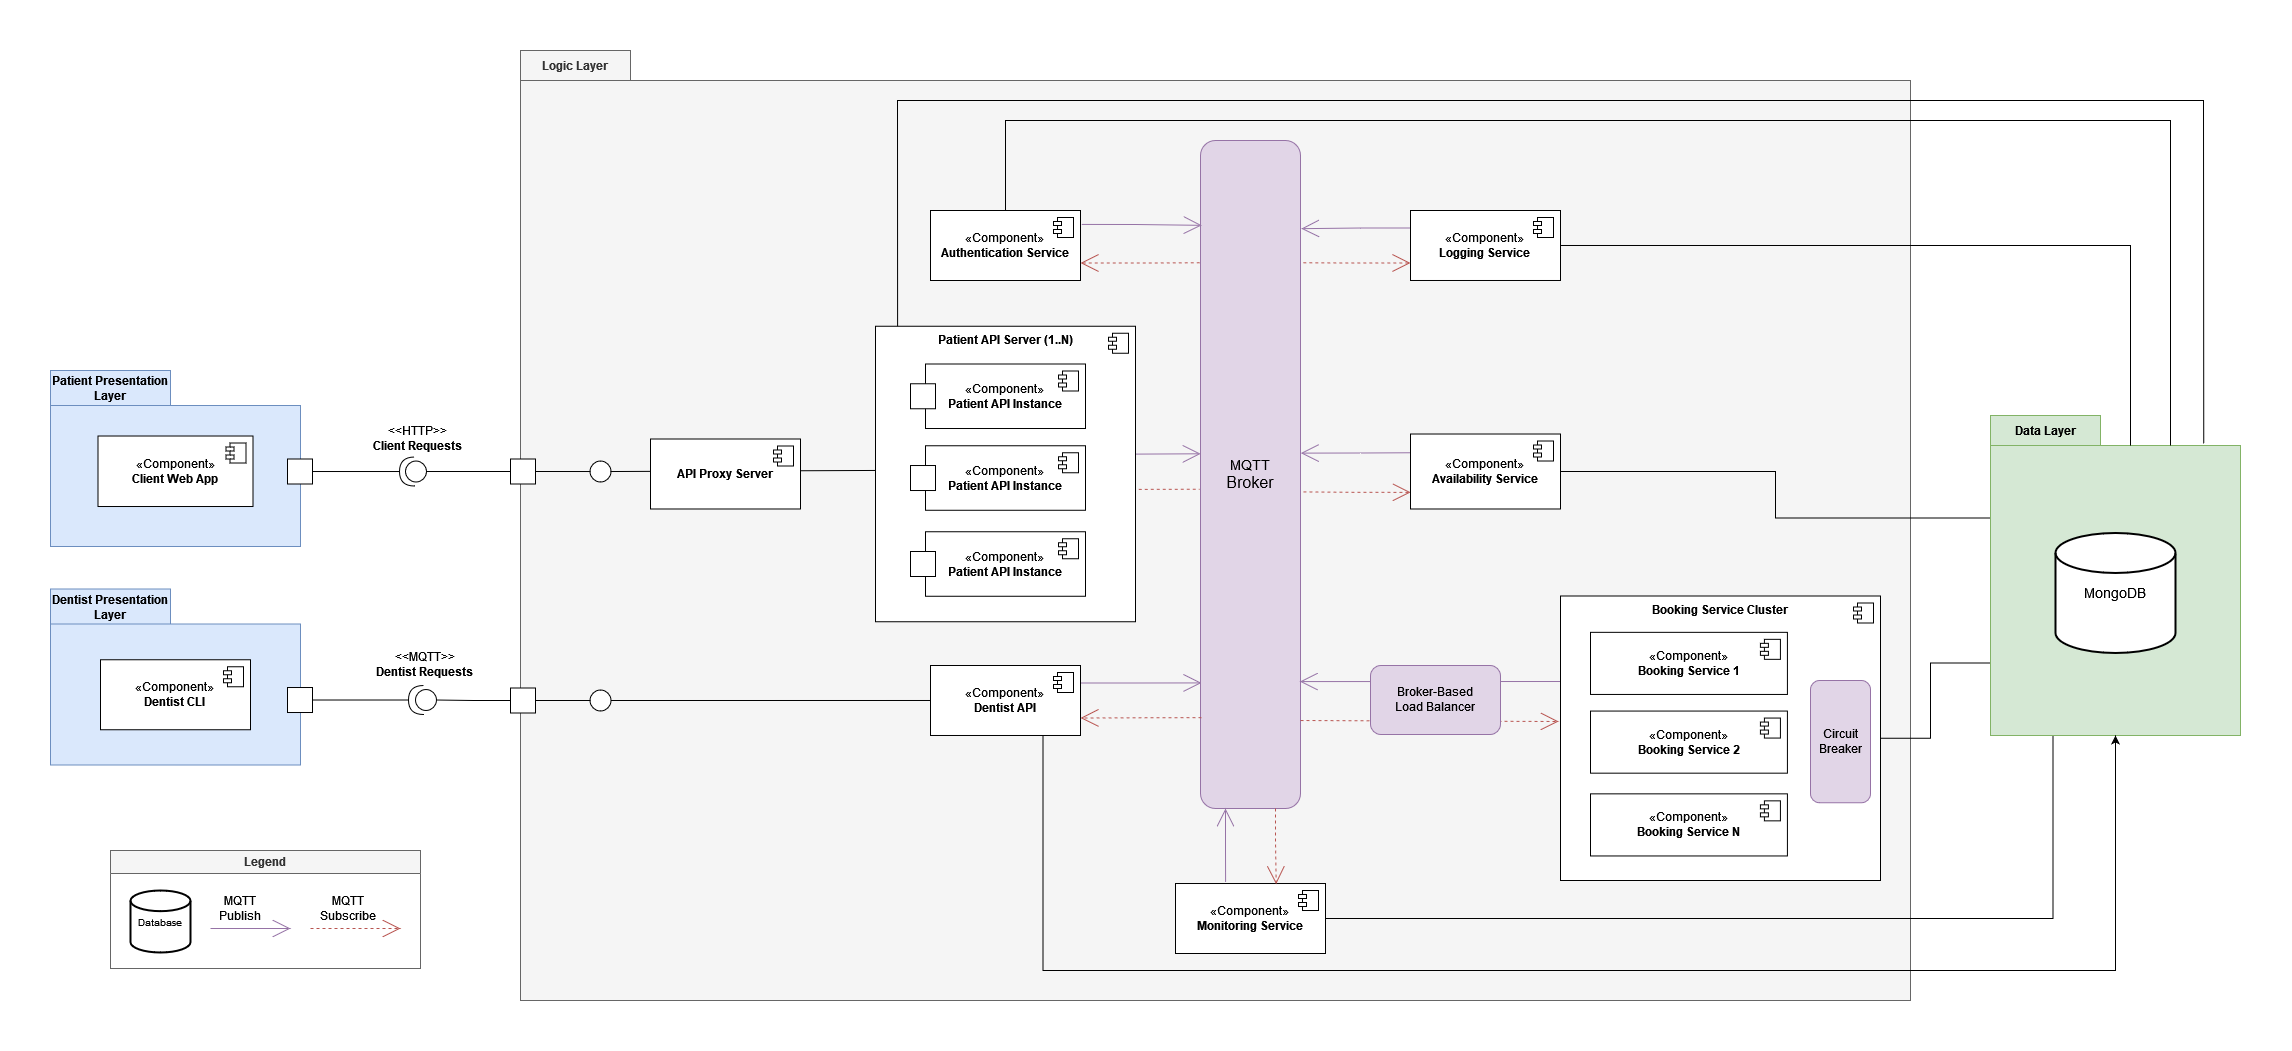 Logic Layer
«Component»
Authentication Service
«Component»
Logging Service
Patient API Server (1..N)
«Component»
Patient API Instance
«Component»
Patient API Instance
«Component»
Patient API Instance
Patient Presentation
Layer
«Component»
Client Web App
<<HTTP>>
Client Requests
API Proxy Server
MQTT
Broker
«Component»
Availability Service
Data Layer
MongoDB
Dentist Presentation
Layer
«Component»
Dentist CLI
<<MQTT>>
Dentist Requests
«Component»
Dentist API
Broker-Based
Load Balancer
Booking Service Cluster
«Component»
Booking Service 1
«Component»
Booking Service 2
«Component»
Booking Service N
Circuit
Breaker
«Component»
Monitoring Service
Legend
Database
MQTT
Publish
MQTT
Subscribe